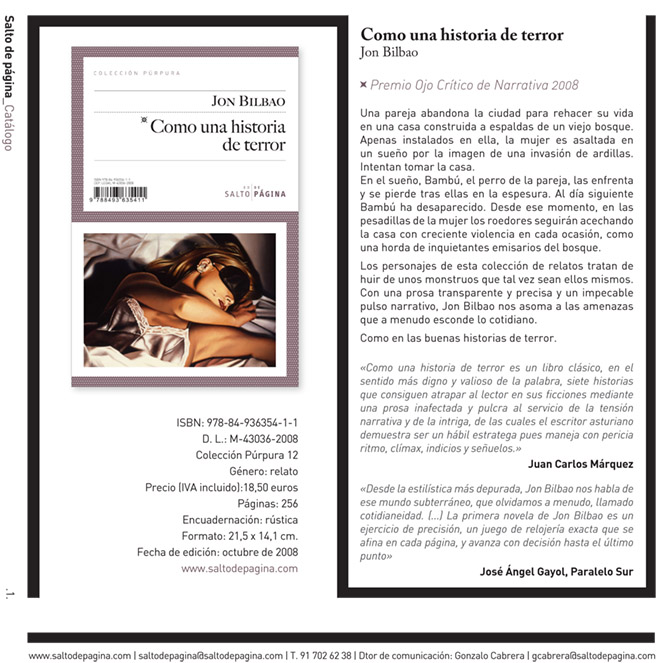 Salto de página_Catálogo
COLECCIÓN PÚRPURA
JON BILBAO
Como una historia
de terror
9 788493 635411
SALTO DE PÁGINA
ISBN: 978-84-936354-1-1
D. L.: M-43036-2008
Colección Púrpura 12
Género: relato
Precio (IVA incluido):18,50 euros
Páginas: 256
Encuadernación: rústica
Formato: 21,5 x 14,1 cm.
Fecha de edición: octubre de 2008
www.saltodepagina.com
Como una historia de terror
Jon Bilbao
Premio Ojo Crítico de Narrativa 2008
Una pareja abandona la ciudad para rehacer su vida
en una casa construida a espaldas de un viejo bosque.
Apenas instalados en ella, la mujer es asaltada en
un sueño por la imagen de una invasión de ardillas.
Intentan tomar la casa.
En el sueño, Bambú, el perro de la pareja, las enfrenta
y se pierde tras ellas en la espesura. Al día siguiente
Bambú ha desaparecido. Desde ese momento, en las
pesadillas de la mujer los roedores seguirán acechando
la casa con creciente violencia en cada ocasión, como
una horda de inquietantes emisarios del bosque.
Los personajes de esta colección de relatos tratan de
huir de unos monstruos que tal vez sean ellos mismos.
Con una prosa transparente y precisa y un impecable
pulso narrativo, Jon Bilbao nos asoma a las amenazas
que a menudo esconde lo cotidiano.
Como en las buenas historias de terror.
«Como una historia de terror es un libro clásico, en el
sentido más digno y valioso de la palabra, siete historias
que consiguen atrapar al lector en sus ficciones mediante
una prosa inafectada y pulcra al servicio de la tensión
narrativa y de la intriga, de las cuales el escritor asturiano
demuestra ser un hábil estratega pues maneja con pericia
ritmo, clímax, indicios y señuelos.»
Juan Carlos Márquez
«Desde la estilística más depurada, Jon Bilbao nos habla de
ese mundo subterráneo, que olvidamos a menudo, llamado
cotidianeidad. (...) La primera novela de Jon Bilbao es un
ejercicio de precisión, un juego de relojería exacta que se
afina en cada página, y avanza con decisión hasta el último
punto»
José Ángel Gayol, Paralelo Sur
.1.
www.saltodepagina.com | saltodepagina@saltodepagina.com | T. 91 702 62 38 | Dtor de comunicación: Gonzalo Cabrera | gcabrera@saltodepagina.com